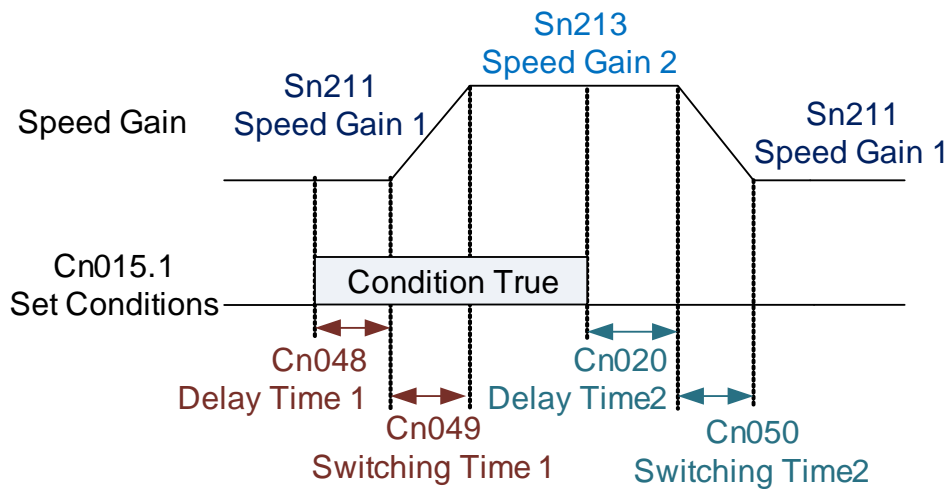 Sn213
Speed Gain 2
Sn211
Speed Gain 1
Speed Gain
Sn211
Speed Gain 1
Cn015.1
Set Conditions
Condition True
Cn048
Delay Time 1
Cn020
Delay Time2
Cn049
Switching Time 1
Cn050
Switching Time2